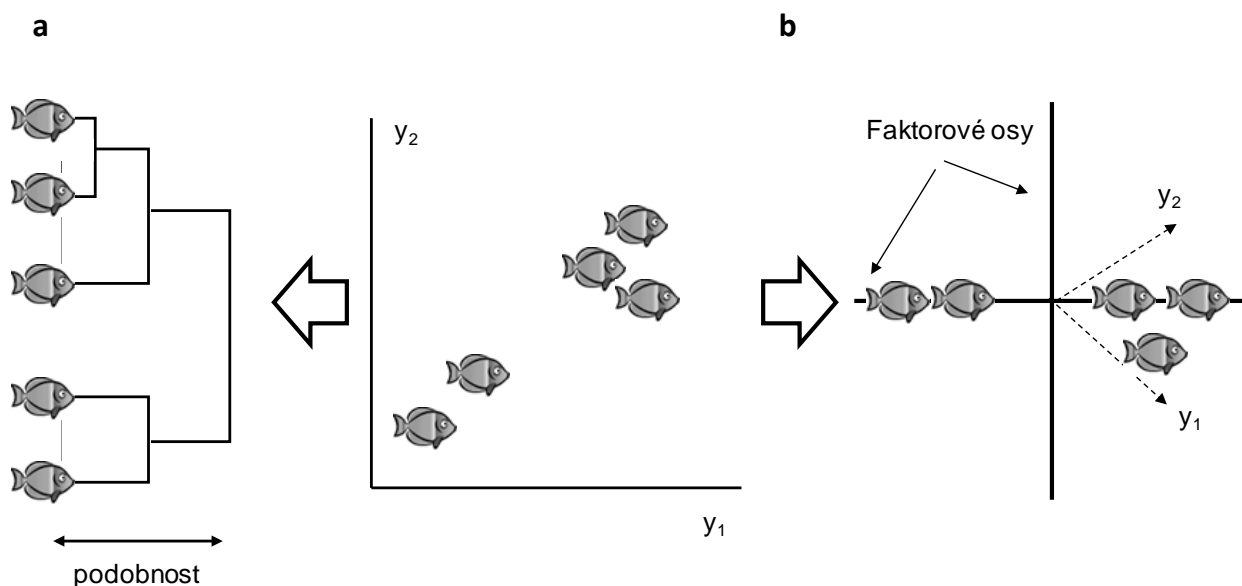 a
b
y₂
Faktorové osy
y₂
y₁
y₁
podobnost